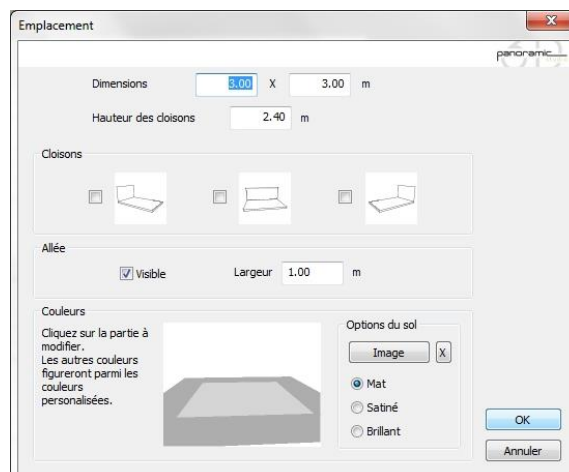 Emplacement
panoramic
Dimensions 3.00 X 3.00 m
Hauteur des cloisons 2.40 m
Cloisons
Allée
Visible Largeur 1.00 m
Couleurs
Cliquez sur la partie à
modifier.
Les autres couleurs
figureront parmi les
couleurs
personalisées.
Options du sol
Image X
Mat
Satiné
Brillant
OK
Annuler